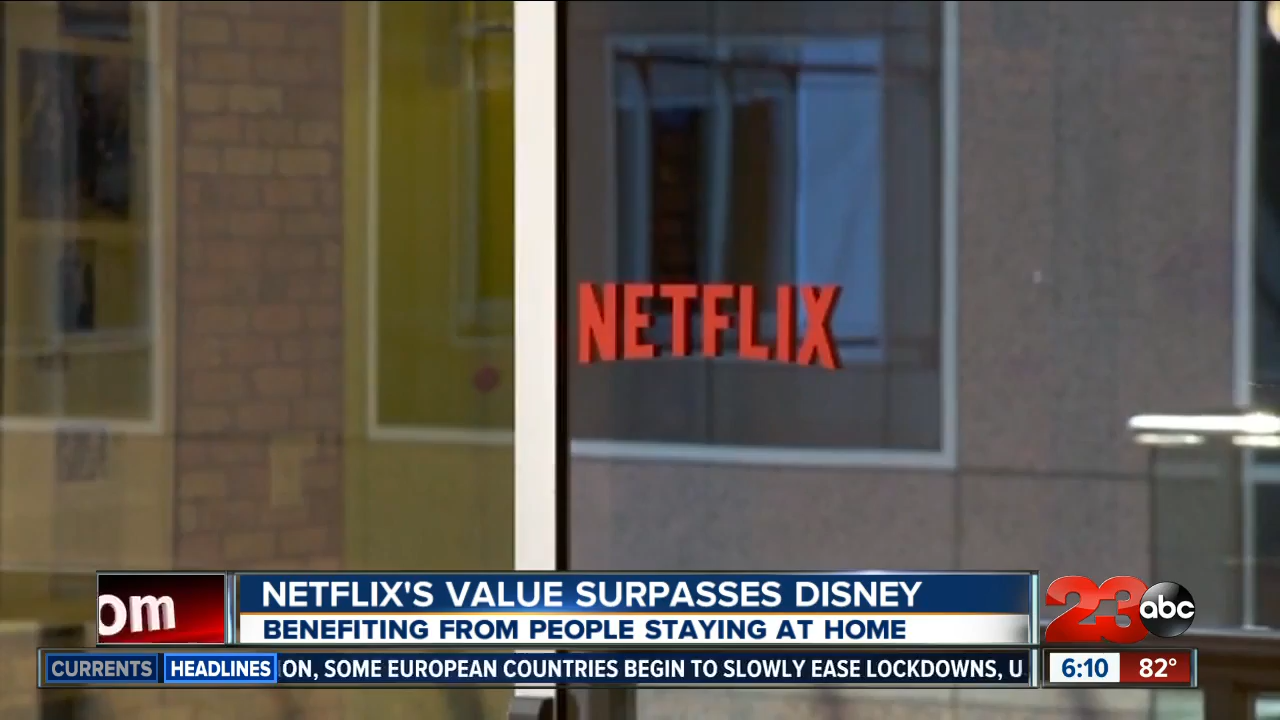 NETFLIX
om
NETFLIX'S VALUE SURPASSES DISNEY
BENEFITING FROM PEOPLE STAYING AT HOME
23 abc
CURRENTS HEADLINES ON, SOME EUROPEAN COUNTRIES BEGIN TO SLOWLY EASE LOCKDOWNS, U
6:10 82°